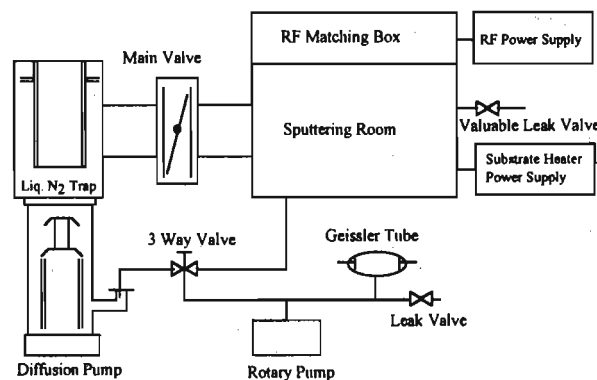 RF Matching Box
RF Power Supply
Main Valve
Sputtering Room
Valuable Leak Valve
Substrate Heater
Power Supply
Liq. N2 Trap
3 Way Valve
Geissler Tube
Leak Valve
Diffusion Pump
Rotary Pump